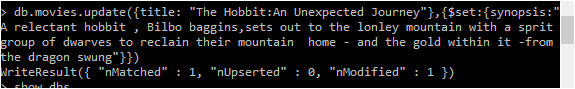 > db.movies.update({title: "The Hobbit:An Unexpected Journey"},{$set:{synopsis:"
A relectant hobbit , Bilbo baggins,sets out to the lonley mountain with a sprit
group of dwarves to reclaim their mountain  home - and the gold within it -from
the dragon swung"}})
WriteResult({ "nMatched" : 1, "nUpserted" : 0, "nModified" : 1 })
> show dbs